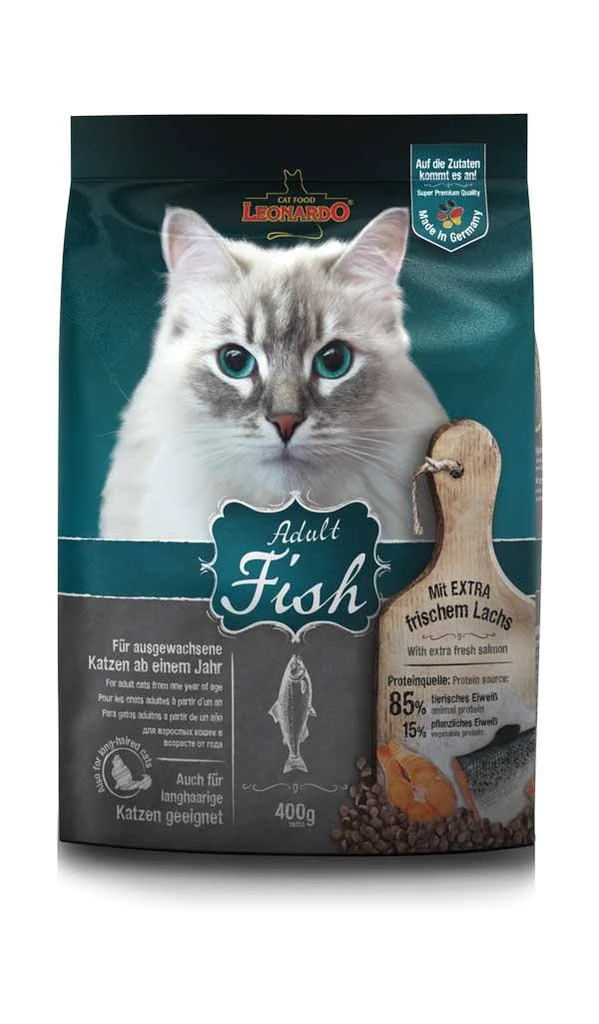 Auf die Zutaten
kommt es an!
Super Premium Quality
Made in Germany
CAT FOOD
LEONARDO®
Adult
Fish
Mit EXTRA
frischem Lachs
With extra fresh salmon
Proteinquelle: Protein source:
85% tierisches Eiweiß
animal protein
15% pflanzliches Eiweiß
vegetable protein
Für ausgewachsene
Katzen ab einem Jahr
For adult cats from one year of age
Pour les chats adultes à partir d'un an
Para gatos adultos a partir de un año
для взрослых кошек в
возрасте от года
Also for long-haired cats
Auch für
langhaarige
Katzen geeignet
400g
netto